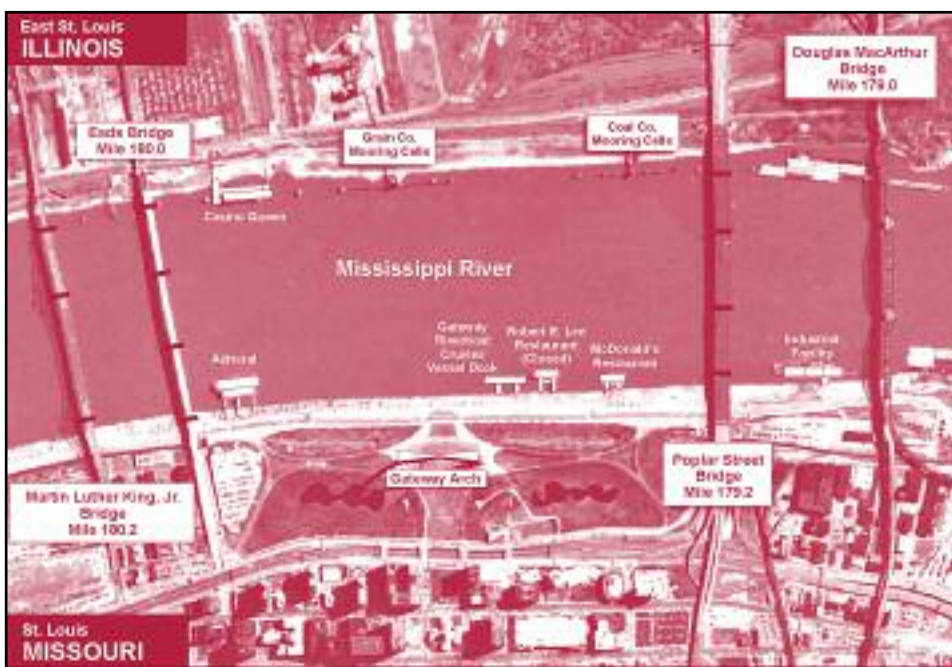 East St. Louis
ILLINOIS
Douglas MacArthur
Bridge
Mile 179.0
Eads Bridge
Mile 180.0
Grain Co.
Mooring Cells
Coal Co.
Mooring Cells
Casino Queen
Mississippi River
Admiral
Gateway
Riverboat
Cruises
Vessel Dock
Robert E. Lee
Restaurant
(Closed)
McDonald's
Restaurant
Industrial
Facility
Gateway Arch
Poplar Street
Bridge
Mile 179.2
Martin Luther King, Jr.
Bridge
Mile 180.2
St. Louis
MISSOURI